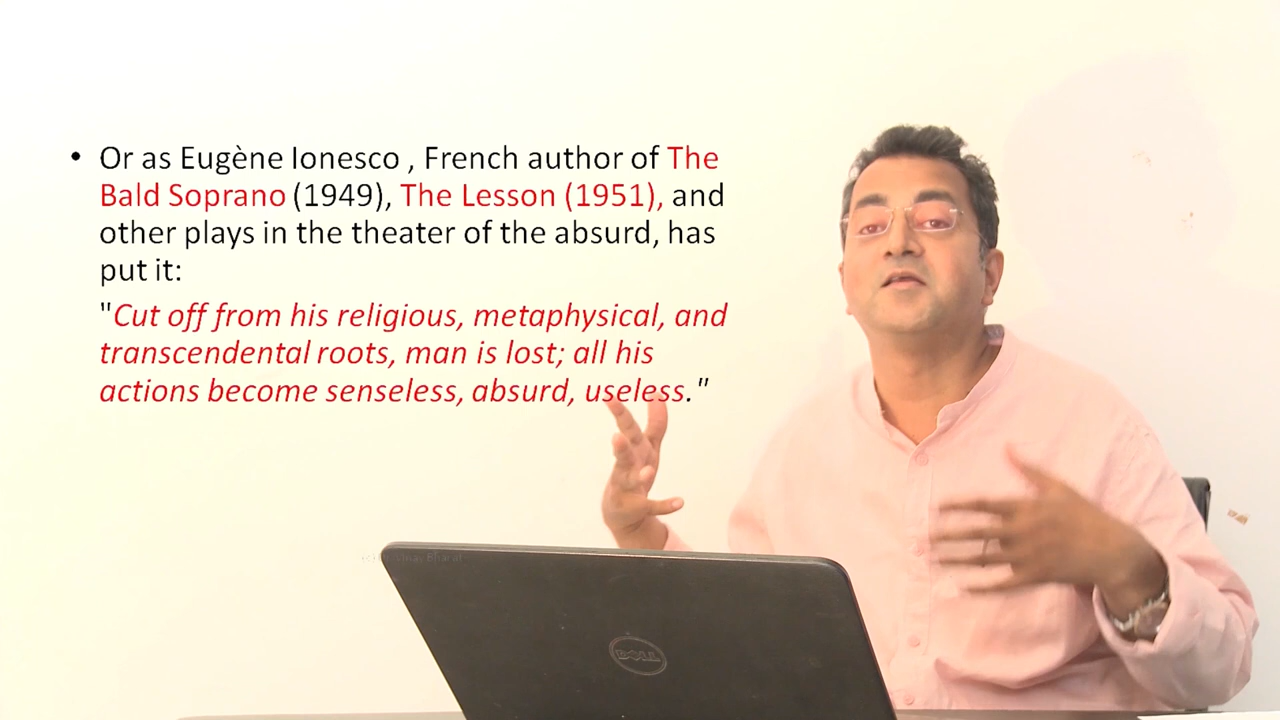 • Or as Eugène Ionesco , French author of The
Bald Soprano (1949), The Lesson (1951), and
other plays in the theater of the absurd, has
put it:
"Cut off from his religious, metaphysical, and
transcendental roots, man is lost; all his
actions become senseless, absurd, useless."
DELL